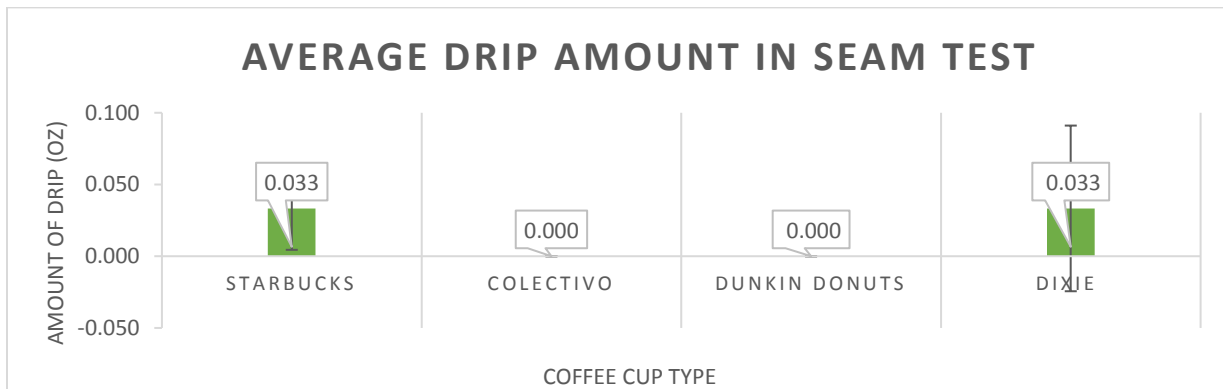 AVERAGE DRIP AMOUNT IN SEAM TEST
AMOUNT OF DRIP (OZ)
0.100
0.050
0.000
-0.050
0.033
0.000
0.000
0.033
STARBUCKS
COLECTIVO
DUNKIN DONUTS
DIXIE
COFFEE CUP TYPE